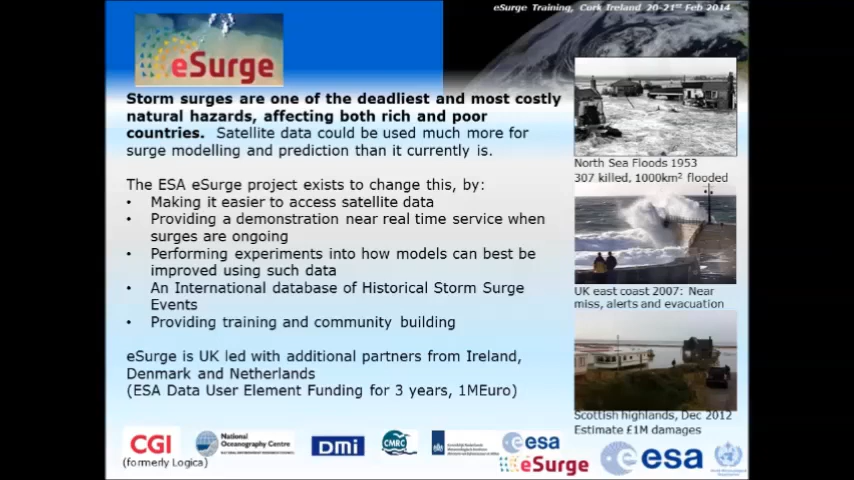 eSurge Training, Cork Ireland 20-21st Feb 2014
eSurge
Storm surges are one of the deadliest and most costly
natural hazards, affecting both rich and poor
countries. Satellite data could be used much more for
surge modelling and prediction than it currently is.
The ESA eSurge project exists to change this, by:
• Making it easier to access satellite data
• Providing a demonstration near real time service when
surges are ongoing
• Performing experiments into how models can best be
improved using such data
• An International database of Historical Storm Surge
Events
• Providing training and community building
eSurge is UK led with additional partners from Ireland,
Denmark and Netherlands
(ESA Data User Element Funding for 3 years, 1MEuro)
North Sea Floods 1953
307 killed, 1000km² flooded
UK east coast 2007: Near
miss, alerts and evacuation
Scottish highlands, Dec 2012
Estimate £1M damages
CGI
(formerly Logica)
National
Oceanography Centre
DMi
CMRC
esa
eSurge
esa